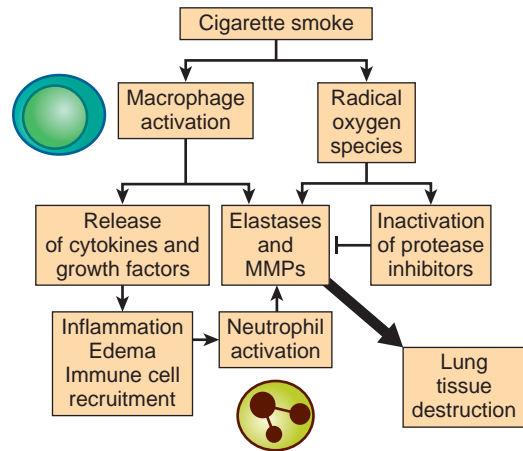 Cigarette smoke
Macrophage
activation
Radical
oxygen
species
Release
of cytokines and
growth factors
Elastases
and
MMPs
Inactivation
of protease
inhibitors
Inflammation
Edema
Immune cell
recruitment
Neutrophil
activation
Lung
tissue
destruction